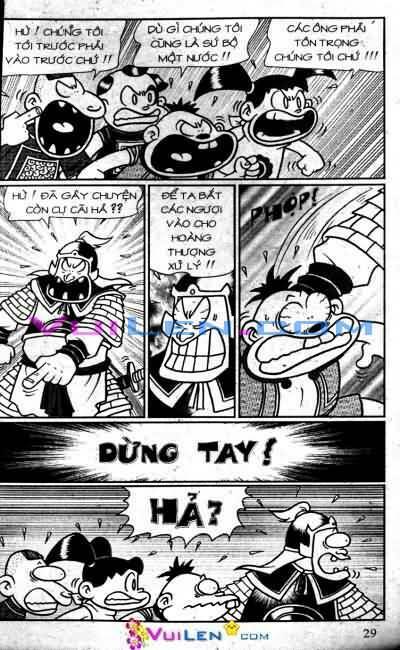 HỪ ! CHÚNG TÔI
TỚI TRƯỚC PHẢI
VÀO TRƯỚC CHỨ !!
DÙ GÌ CHÚNG TÔI
CŨNG LÀ SỨ BỘ
MỘT NƯỚC !!
CÁC ÔNG PHẢI
TÔN TRỌNG
CHÚNG TÔI CHỨ !!!
HỪ ! ĐÃ GÂY CHUYỆN
CÒN CỰ CÃI HẢ ??
ĐỂ TA BẮT
CÁC NGƯƠI
VÀO CHO
HOÀNG
THƯỢNG
XỬ LÝ !!
PHỐP!
VUILEN.COM
DỪNG TAY!
HẢ?
29
VUILEN.COM